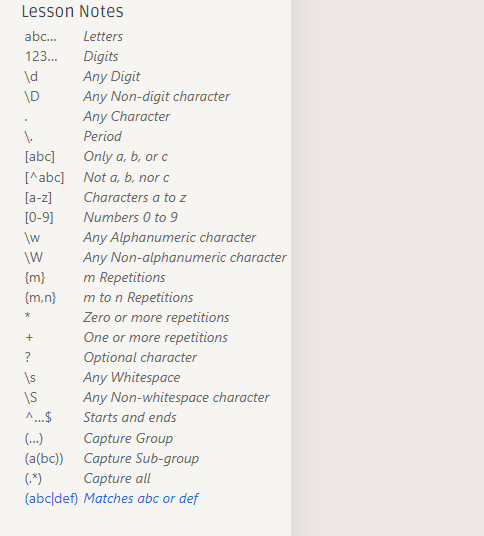 Lesson Notes
abc... Letters
123... Digits
\d Any Digit
\D Any Non-digit character
. Any Character
\. Period
[abc] Only a, b, or c
[^abc] Not a, b, nor c
[a-z] Characters a to z
[0-9] Numbers 0 to 9
\w Any Alphanumeric character
\W Any Non-alphanumeric character
{m} m Repetitions
{m,n} m to n Repetitions
* Zero or more repetitions
+ One or more repetitions
? Optional character
\s Any Whitespace
\S Any Non-whitespace character
^...$ Starts and ends
(...) Capture Group
(a(bc)) Capture Sub-group
(.*) Capture all
(abc|def) Matches abc or def